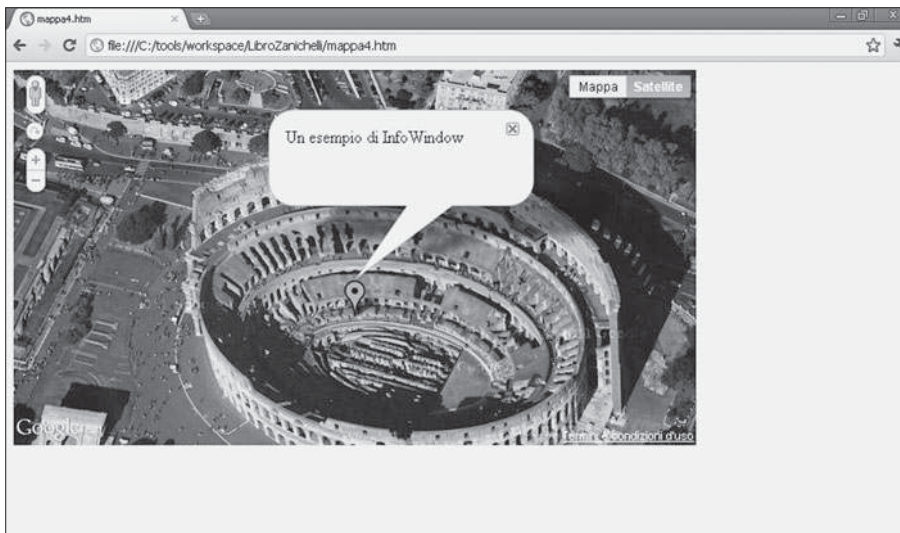 mappa4.htm
file:///C:/tools/workspace/LibroZanichelli/mappa4.htm
Mappa Satellite
Un esempio di InfoWindow
Google
Termini e condizioni d'uso